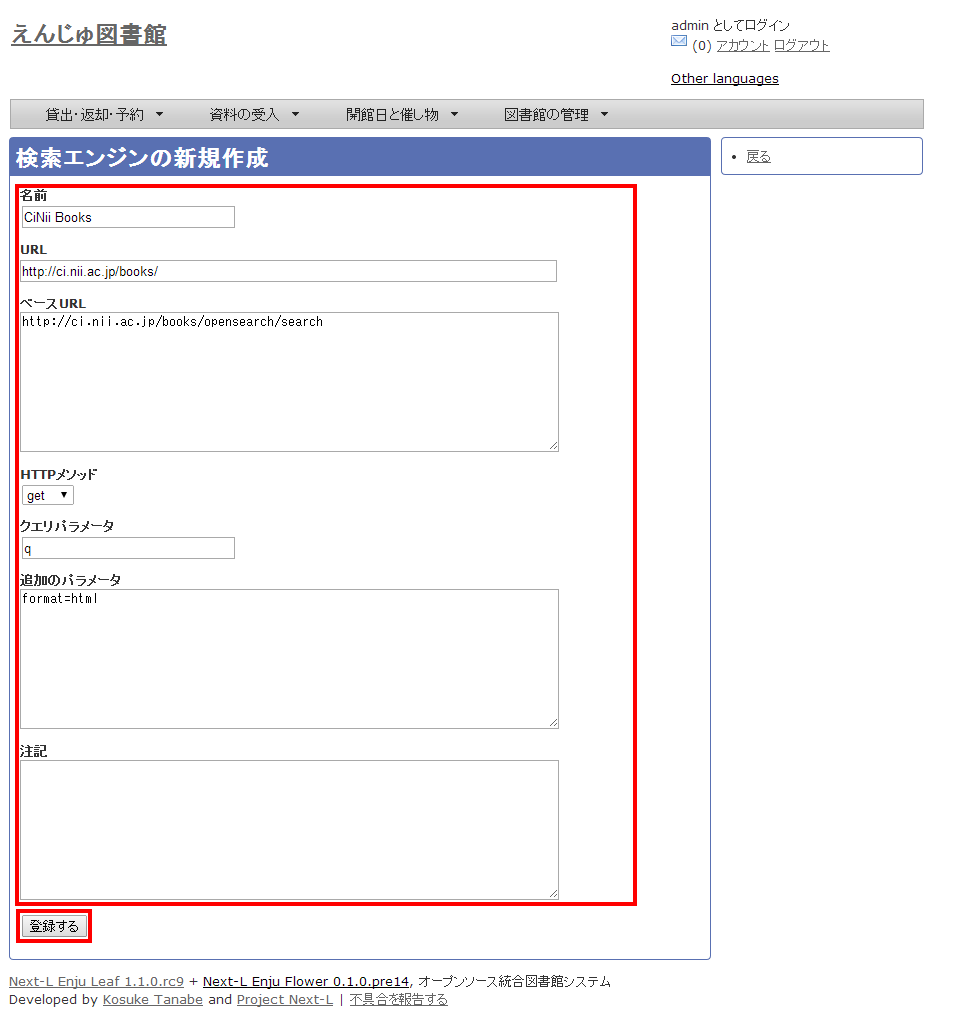 えんじゅ図書館
admin としてログイン
(0) アカウント ログアウト
Other languages
貸出・返却・予約 ▼ 資料の受入 ▼ 開館日と催し物 ▼ 図書館の管理 ▼
検索エンジンの新規作成
• 戻る
名前
CiNii Books
URL
http://ci.nii.ac.jp/books/
ベースURL
http://ci.nii.ac.jp/books/opensearch/search
HTTPメソッド
get ▼
クエリパラメータ
q
追加のパラメータ
format=html
注記
登録する
Next-L Enju Leaf 1.1.0.rc9 + Next-L Enju Flower 0.1.0.pre14, オープンソース統合図書館システム
Developed by Kosuke Tanabe and Project Next-L | 不具合を報告する